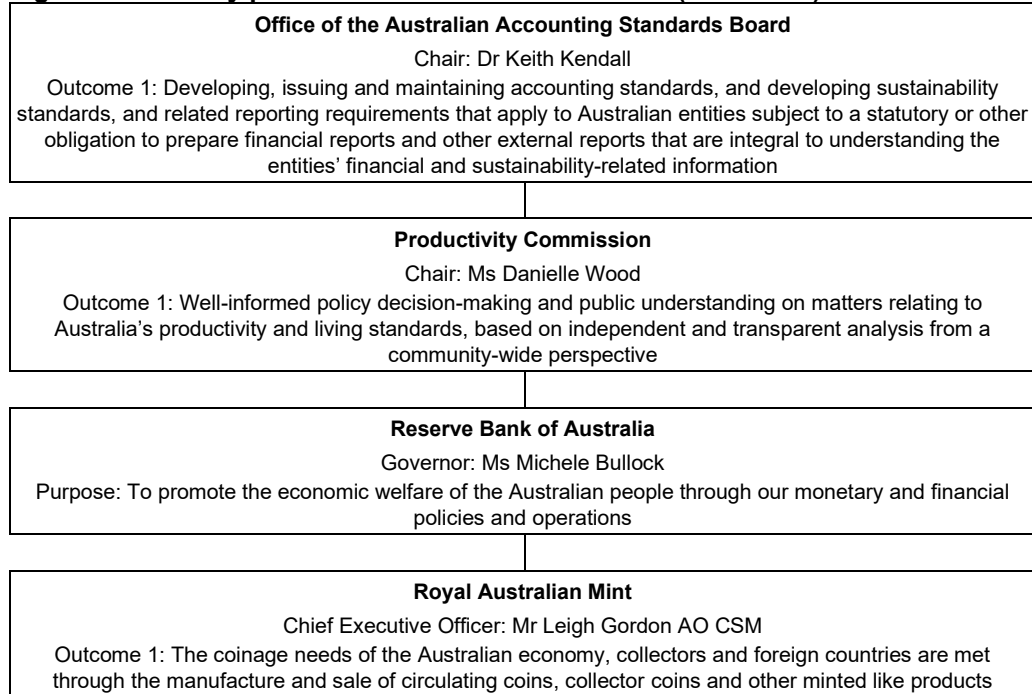 Office of the Australian Accounting Standards Board
Chair: Dr Keith Kendall
Outcome 1: Developing, issuing and maintaining accounting standards, and developing sustainability
standards, and related reporting requirements that apply to Australian entities subject to a statutory or other
obligation to prepare financial reports and other external reports that are integral to understanding the
entities’ financial and sustainability-related information
Productivity Commission
Chair: Ms Danielle Wood
Outcome 1: Well-informed policy decision-making and public understanding on matters relating to
Australia’s productivity and living standards, based on independent and transparent analysis from a
community-wide perspective
Reserve Bank of Australia
Governor: Ms Michele Bullock
Purpose: To promote the economic welfare of the Australian people through our monetary and financial
policies and operations
Royal Australian Mint
Chief Executive Officer: Mr Leigh Gordon AO CSM
Outcome 1: The coinage needs of the Australian economy, collectors and foreign countries are met
through the manufacture and sale of circulating coins, collector coins and other minted like products